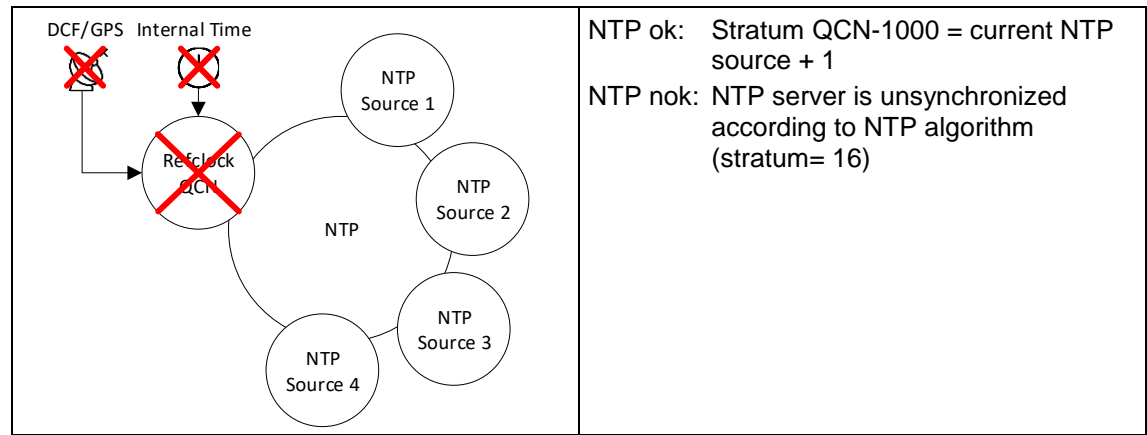 DCF/GPS Internal Time
NTP
Source 1
Refclock
QCN
NTP
Source 2
NTP
NTP
Source 3
NTP
Source 4
NTP ok: Stratum QCN-1000 = current NTP
source + 1
NTP nok: NTP server is unsynchronized
according to NTP algorithm
(stratum= 16)